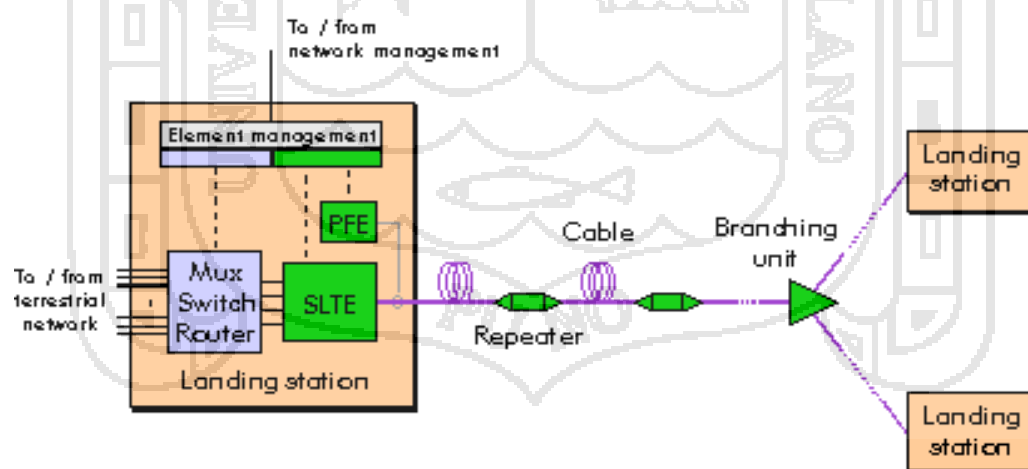 To / from
network management
Element management
PFE
Mux
Switch
Router
SLTE
To / from
terrestrial
network
Landing station
Cable
Repeater
Branching
unit
Landing
station
Landing
station
LANO